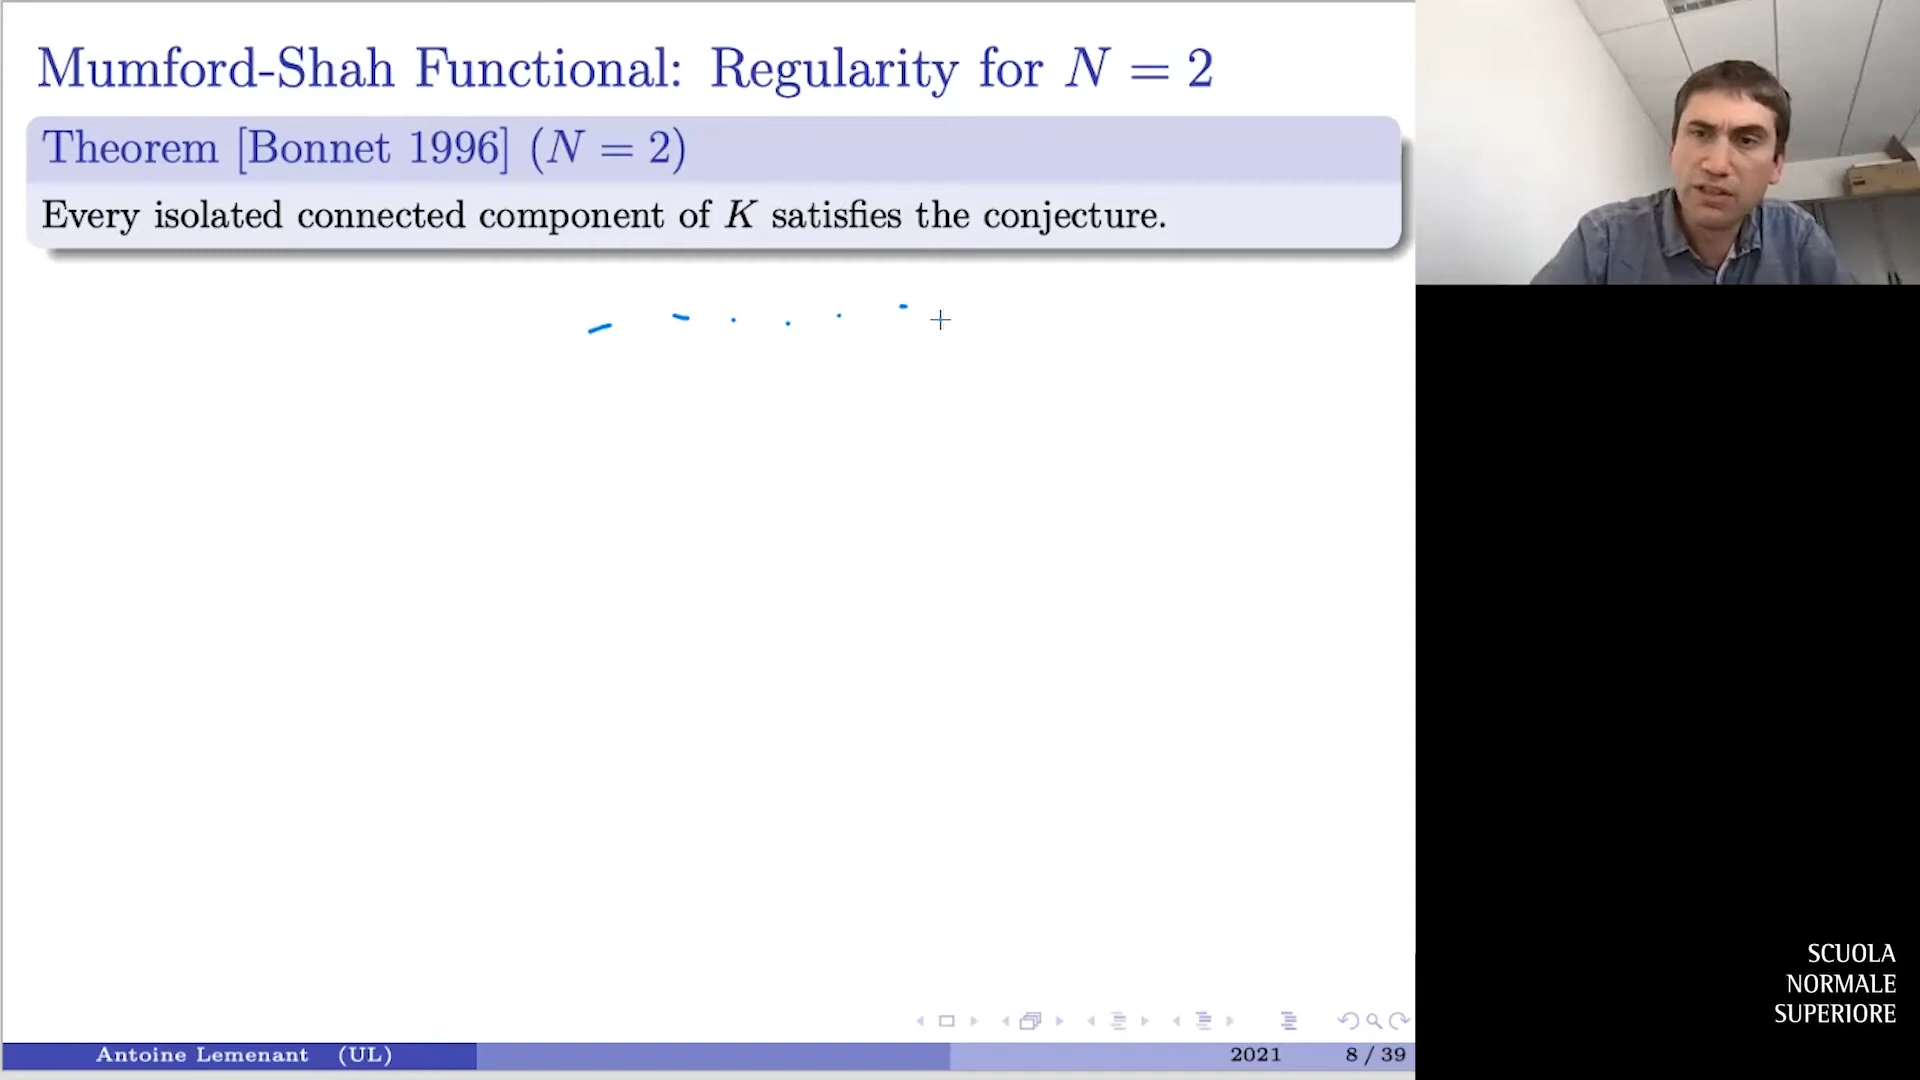 Mumford-Shah Functional: Regularity for N = 2
Theorem [Bonnet 1996] (N = 2)
Every isolated connected component of K satisfies the conjecture.
SCUOLA
NORMALE
SUPERIORE
Antoine Lemenant (UL)
2021
8 / 39